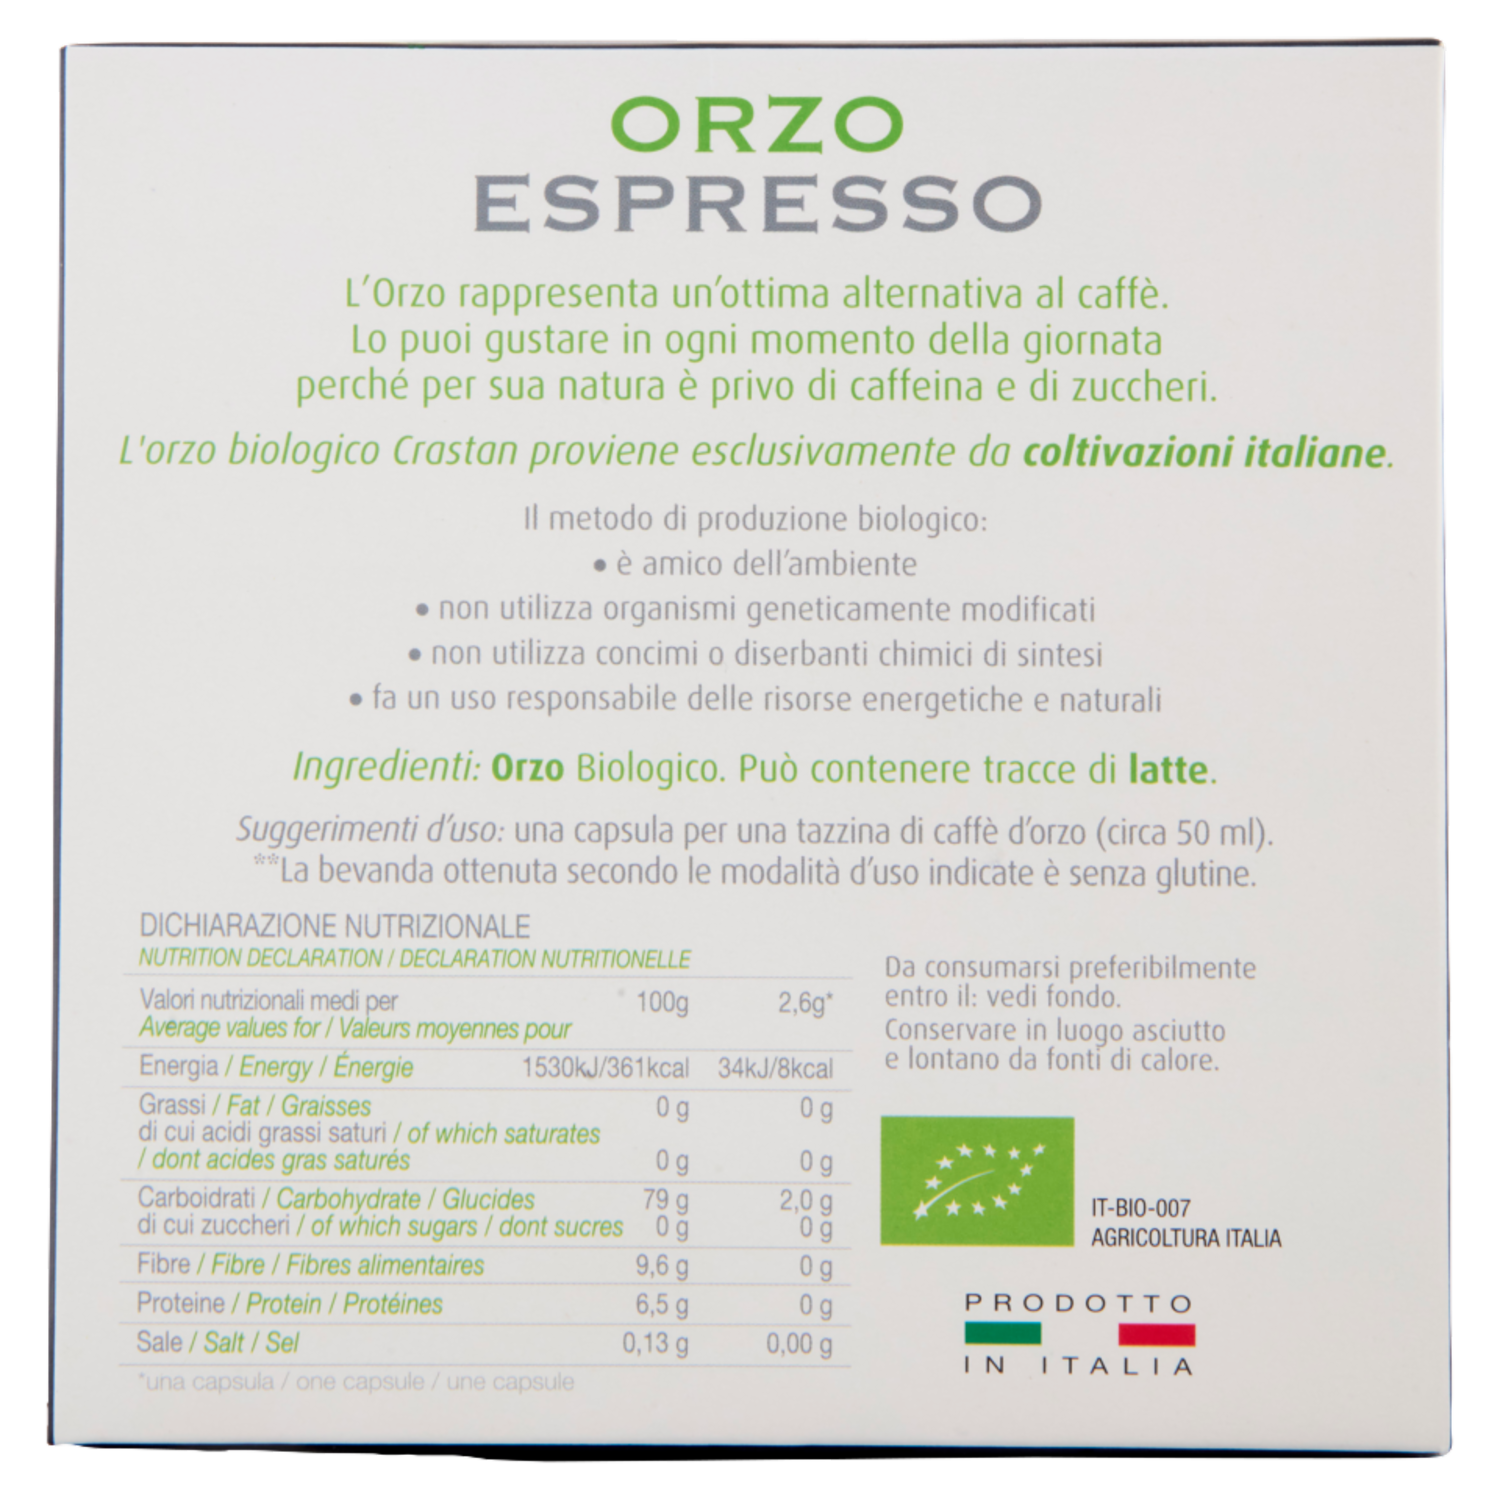 ORZO
ESPRESSO
L'Orzo rappresenta un'ottima alternativa al caffè.
Lo puoi gustare in ogni momento della giornata
perché per sua natura è privo di caffeina e di zuccheri.
L'orzo biologico Crastan proviene esclusivamente da coltivazioni italiane.
Il metodo di produzione biologico:
• è amico dell'ambiente
• non utilizza organismi geneticamente modificati
• non utilizza concimi o diserbanti chimici di sintesi
• fa un uso responsabile delle risorse energetiche e naturali
Ingredienti: Orzo Biologico. Può contenere tracce di latte.
Suggerimenti d'uso: una capsula per una tazzina di caffè d'orzo (circa 50 ml).
**La bevanda ottenuta secondo le modalità d'uso indicate è senza glutine.
DICHIARAZIONE NUTRIZIONALE
NUTRITION DECLARATION / DECLARATION NUTRITIONELLE
Valori nutrizionali medi per 100g 2,6g*
Average values for / Valeurs moyennes pour
Energia / Energy / Énergie 1530kJ/361kcal 34kJ/8kcal
Grassi / Fat / Graisses 0 g 0 g
di cui acidi grassi saturi / of which saturates
/ dont acides gras saturés 0 g 0 g
Carboidrati / Carbohydrate / Glucides 79 g 2,0 g
di cui zuccheri / of which sugars / dont sucres 0 g 0 g
Fibre / Fibre / Fibres alimentaires 9,6 g 0 g
Proteine / Protein / Protéines 6,5 g 0 g
Sale / Salt / Sel 0,13 g 0,00 g
*una capsula / one capsule / une capsule
Da consumarsi preferibilmente
entro il: vedi fondo.
Conservare in luogo asciutto
e lontano da fonti di calore.
IT-BIO-007
AGRICOLTURA ITALIA
PRODOTTO
IN ITALIA